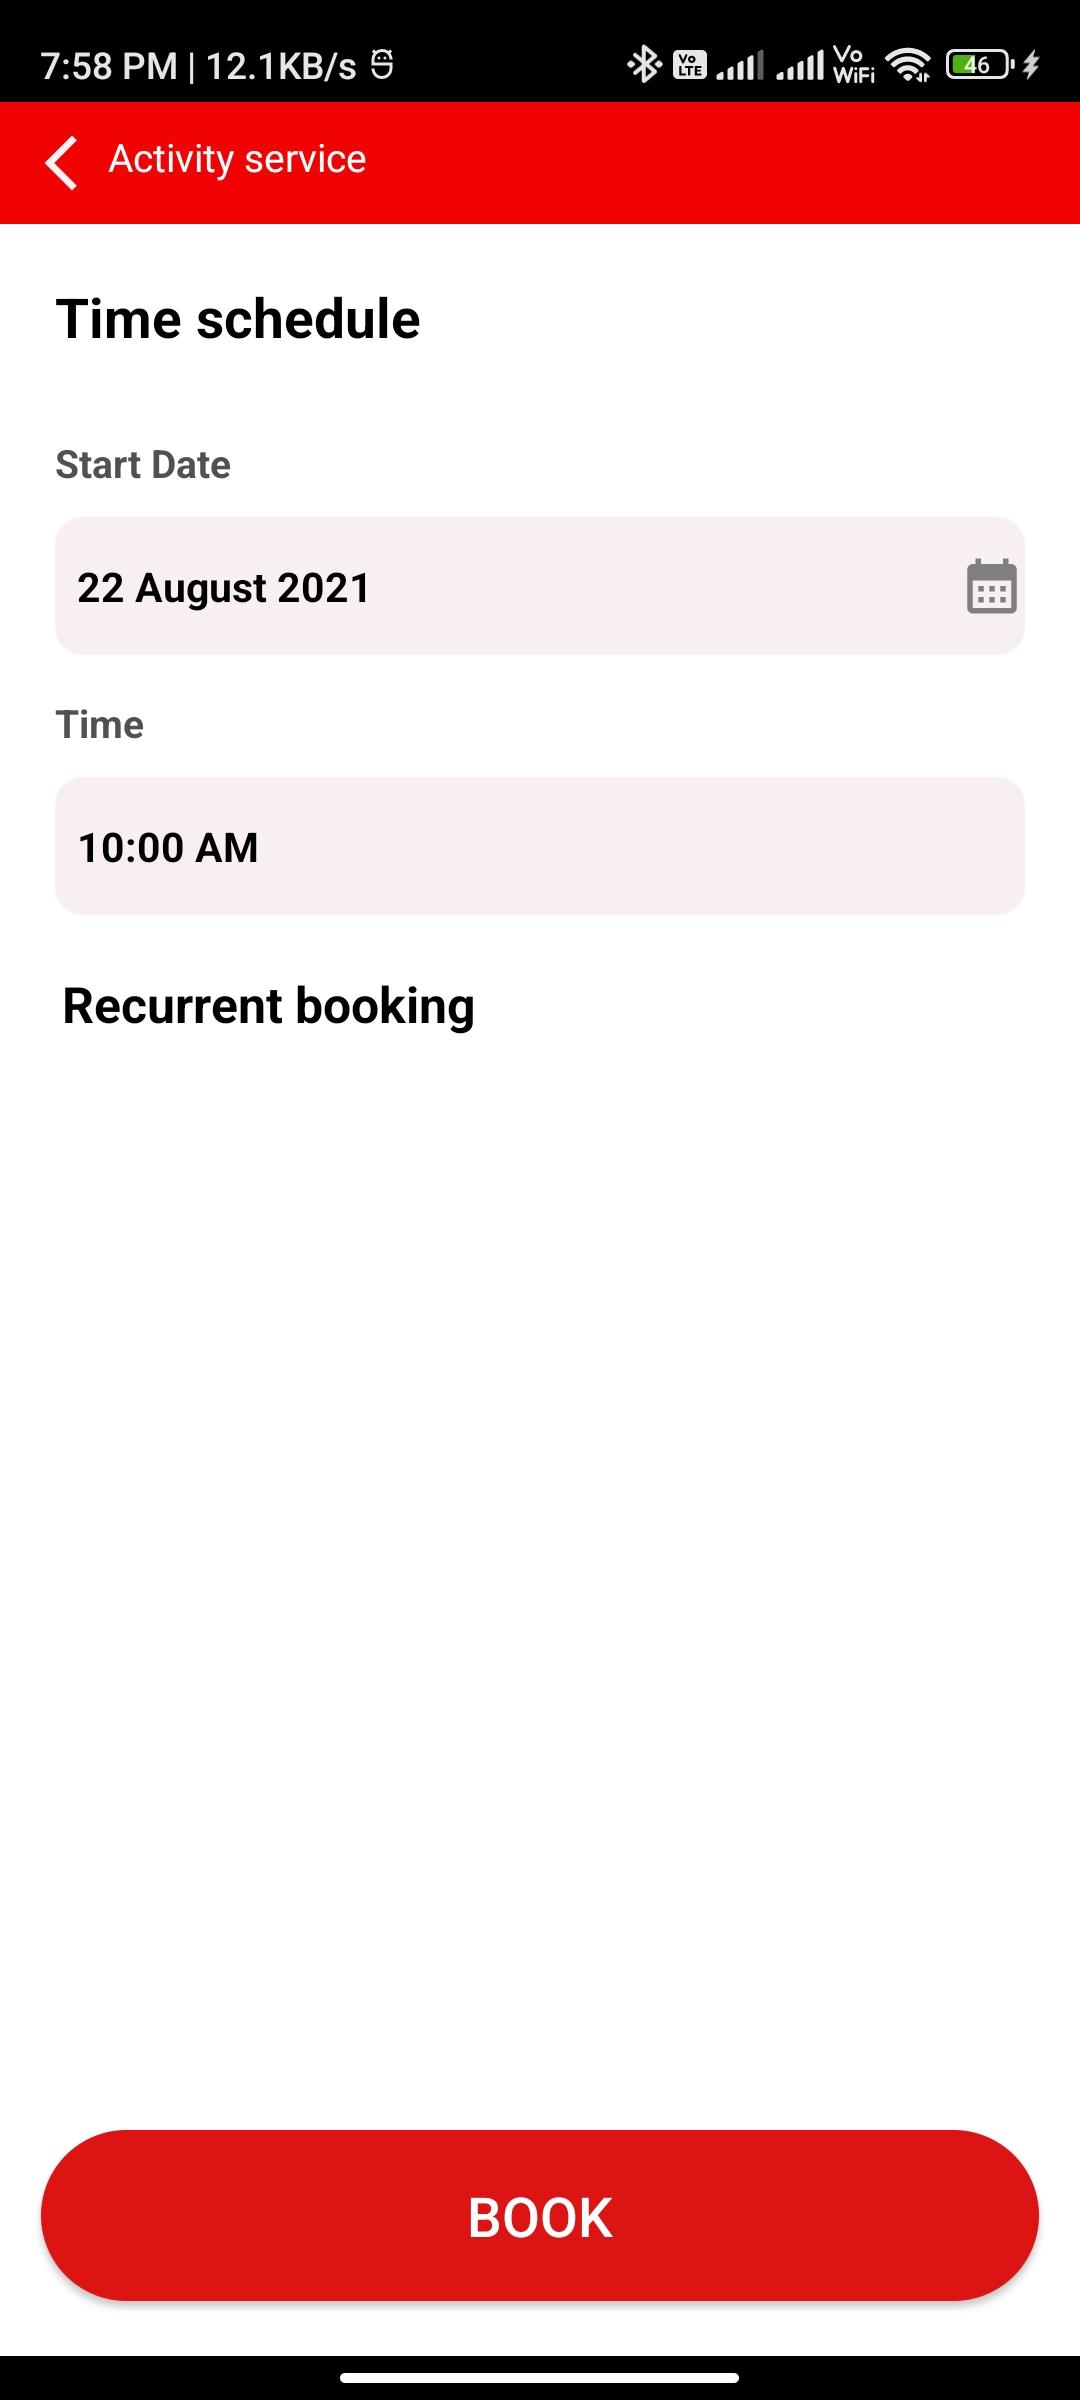 7:58 PM | 12.1KB/s Vo LTE Vo WiFi 46
Activity service
Time schedule
Start Date
22 August 2021
Time
10:00 AM
Recurrent booking
BOOK